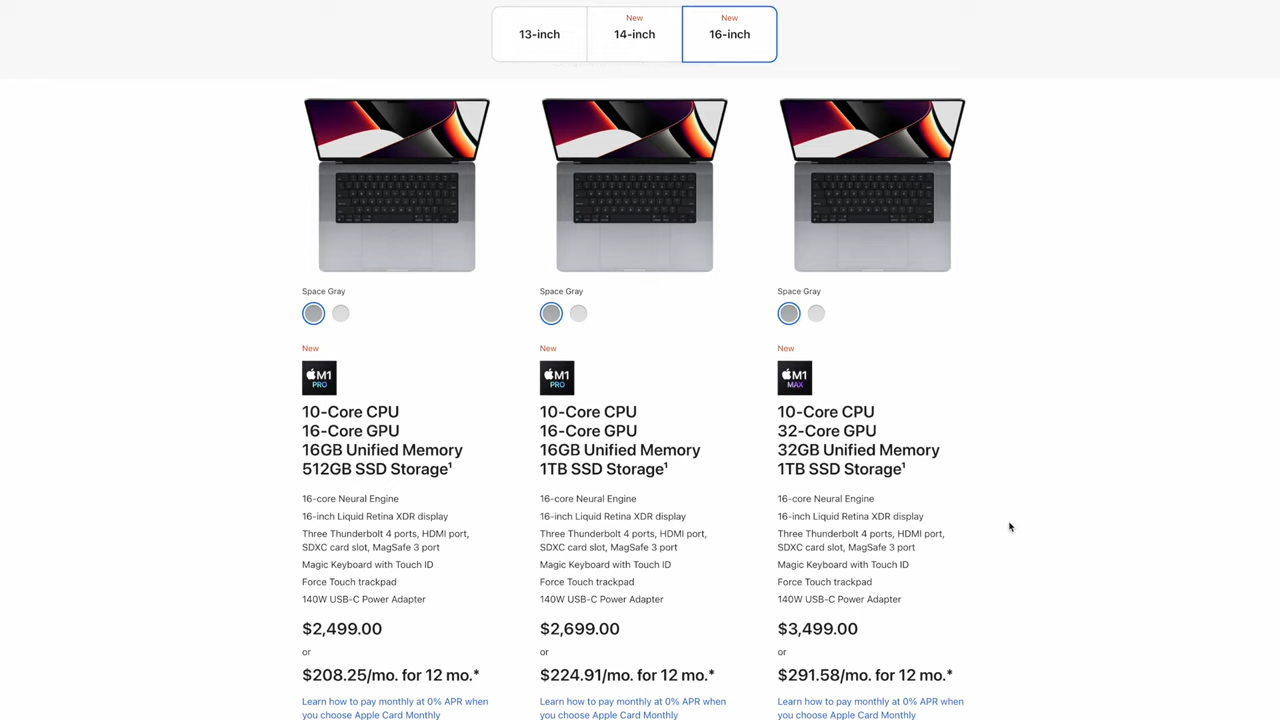 New
New
13-inch
14-inch
16-inch
Space Gray
New
M1
PRO
10-Core CPU
16-Core GPU
16GB Unified Memory
512GB SSD Storage¹
16-core Neural Engine
16-inch Liquid Retina XDR display
Three Thunderbolt 4 ports, HDMI port,
SDXC card slot, MagSafe 3 port
Magic Keyboard with Touch ID
Force Touch trackpad
140W USB-C Power Adapter
$2,499.00
or
$208.25/mo. for 12 mo.*
Learn how to pay monthly at 0% APR when
you choose Apple Card Monthly
Space Gray
New
M1
PRO
10-Core CPU
16-Core GPU
16GB Unified Memory
1TB SSD Storage¹
16-core Neural Engine
16-inch Liquid Retina XDR display
Three Thunderbolt 4 ports, HDMI port,
SDXC card slot, MagSafe 3 port
Magic Keyboard with Touch ID
Force Touch trackpad
140W USB-C Power Adapter
$2,699.00
or
$224.91/mo. for 12 mo.*
Learn how to pay monthly at 0% APR when
you choose Apple Card Monthly
Space Gray
New
M1
MAX
10-Core CPU
32-Core GPU
32GB Unified Memory
1TB SSD Storage¹
16-core Neural Engine
16-inch Liquid Retina XDR display
Three Thunderbolt 4 ports, HDMI port,
SDXC card slot, MagSafe 3 port
Magic Keyboard with Touch ID
Force Touch trackpad
140W USB-C Power Adapter
$3,499.00
or
$291.58/mo. for 12 mo.*
Learn how to pay monthly at 0% APR when
you choose Apple Card Monthly